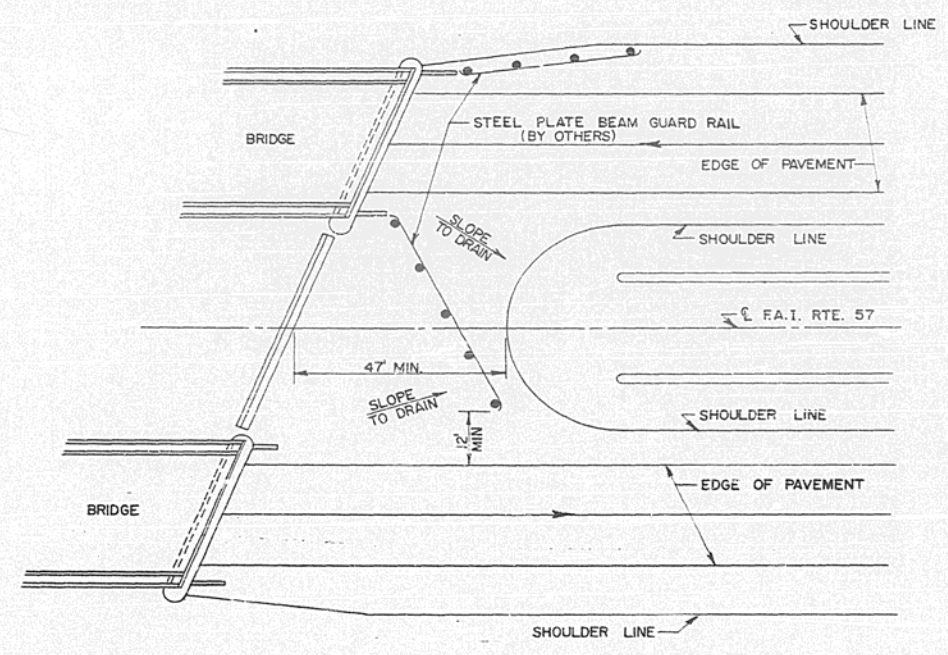 SHOULDER LINE
STEEL PLATE BEAM GUARD RAIL
(BY OTHERS)
BRIDGE
EDGE OF PAVEMENT
SLOPE
TO DRAIN
SHOULDER LINE
℄ F.A.I. RTE. 57
47' MIN.
SLOPE
TO DRAIN
12'
MIN
SHOULDER LINE
EDGE OF PAVEMENT
BRIDGE
SHOULDER LINE